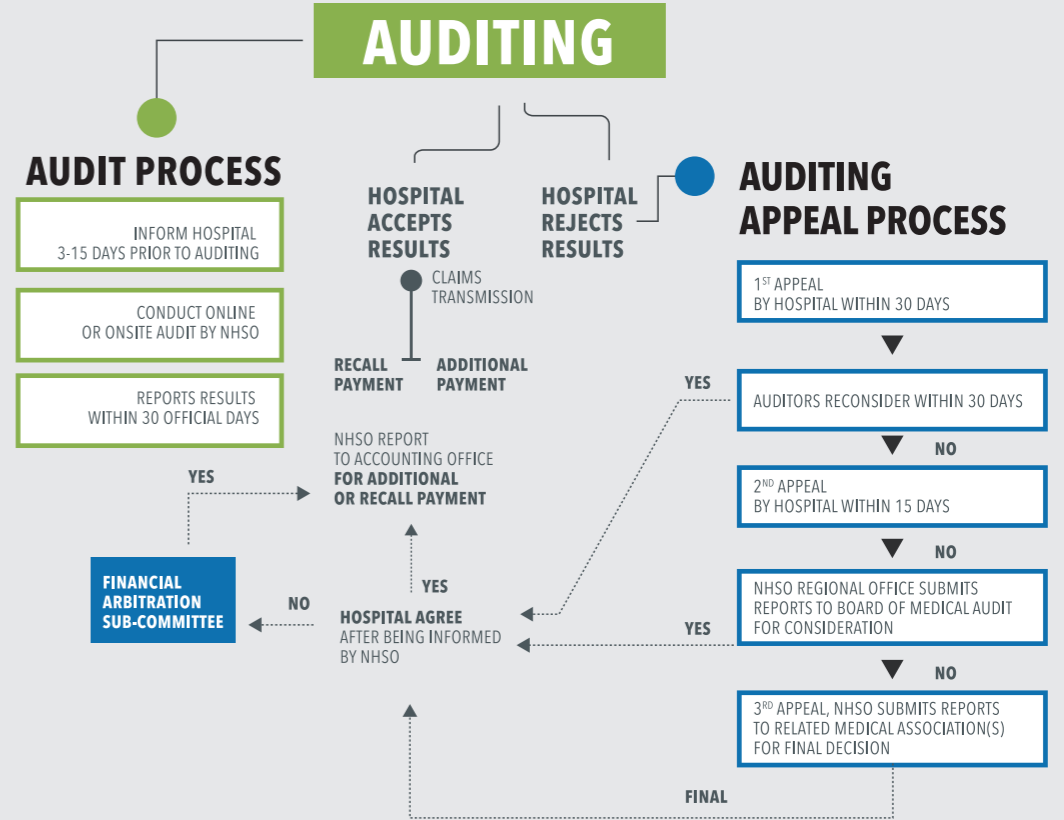 AUDITING
AUDIT PROCESS
INFORM HOSPITAL
3-15 DAYS PRIOR TO AUDITING
CONDUCT ONLINE
OR ONSITE AUDIT BY NHSO
REPORTS RESULTS
WITHIN 30 OFFICIAL DAYS
HOSPITAL
ACCEPTS
RESULTS
CLAIMS
TRANSMISSION
RECALL
PAYMENT
ADDITIONAL
PAYMENT
HOSPITAL
REJECTS
RESULTS
AUDITING
APPEAL PROCESS
1ST APPEAL
BY HOSPITAL WITHIN 30 DAYS
YES
AUDITORS RECONSIDER WITHIN 30 DAYS
NO
2ND APPEAL
BY HOSPITAL WITHIN 15 DAYS
NO
NHSO REGIONAL OFFICE SUBMITS
REPORTS TO BOARD OF MEDICAL AUDIT
FOR CONSIDERATION
YES
NO
3RD APPEAL, NHSO SUBMITS REPORTS
TO RELATED MEDICAL ASSOCIATION(S)
FOR FINAL DECISION
FINAL
HOSPITAL AGREE
AFTER BEING INFORMED
BY NHSO
YES
NO
FINANCIAL
ARBITRATION
SUB-COMMITTEE
YES
NHSO REPORT
TO ACCOUNTING OFFICE
FOR ADDITIONAL
OR RECALL PAYMENT